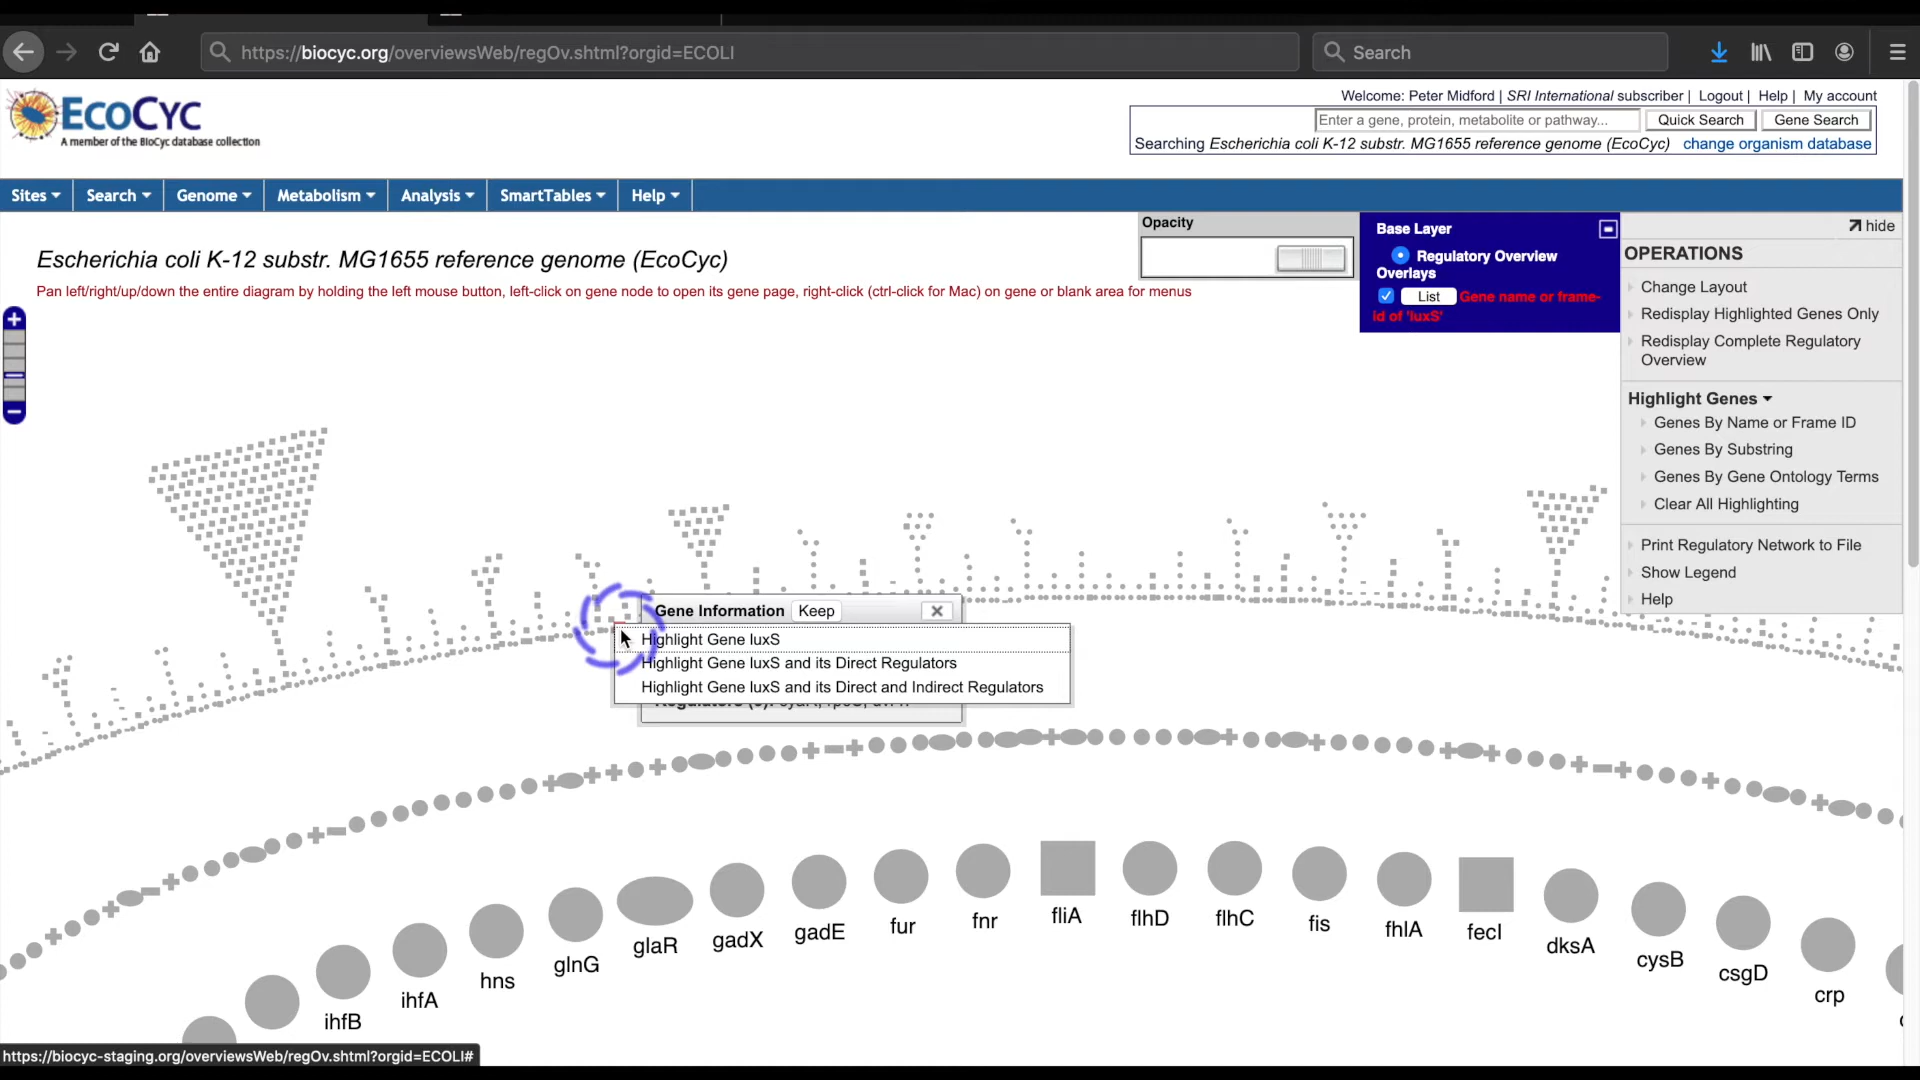 https://biocyc.org/overviewsWeb/regOv.shtml?orgid=ECOLI
Search
EcoCyc
A member of the BioCyc database collection
Welcome: Peter Midford | SRI International subscriber | Logout | Help | My account
Enter a gene, protein, metabolite or pathway...
Quick Search
Gene Search
Searching Escherichia coli K-12 substr. MG1655 reference genome (EcoCyc) change organism database
Sites
Search
Genome
Metabolism
Analysis
SmartTables
Help
Escherichia coli K-12 substr. MG1655 reference genome (EcoCyc)
Pan left/right/up/down the entire diagram by holding the left mouse button, left-click on gene node to open its gene page, right-click (ctrl-click for Mac) on gene or blank area for menus
Opacity
Base Layer
Regulatory Overview
Overlays
List Gene name or frame-
id of 'luxS'
hide
OPERATIONS
Change Layout
Redisplay Highlighted Genes Only
Redisplay Complete Regulatory
Overview
Highlight Genes
Genes By Name or Frame ID
Genes By Substring
Genes By Gene Ontology Terms
Clear All Highlighting
Print Regulatory Network to File
Show Legend
Help
Gene Information Keep
Highlight Gene luxS
Highlight Gene luxS and its Direct Regulators
Highlight Gene luxS and its Direct and Indirect Regulators
ihfB
ihfA
hns
glnG
glaR
gadX
gadE
fur
fnr
fliA
flhD
flhC
fis
fhlA
fecI
dksA
cysB
csgD
crp
https://biocyc-staging.org/overviewsWeb/regOv.shtml?orgid=ECOLI#